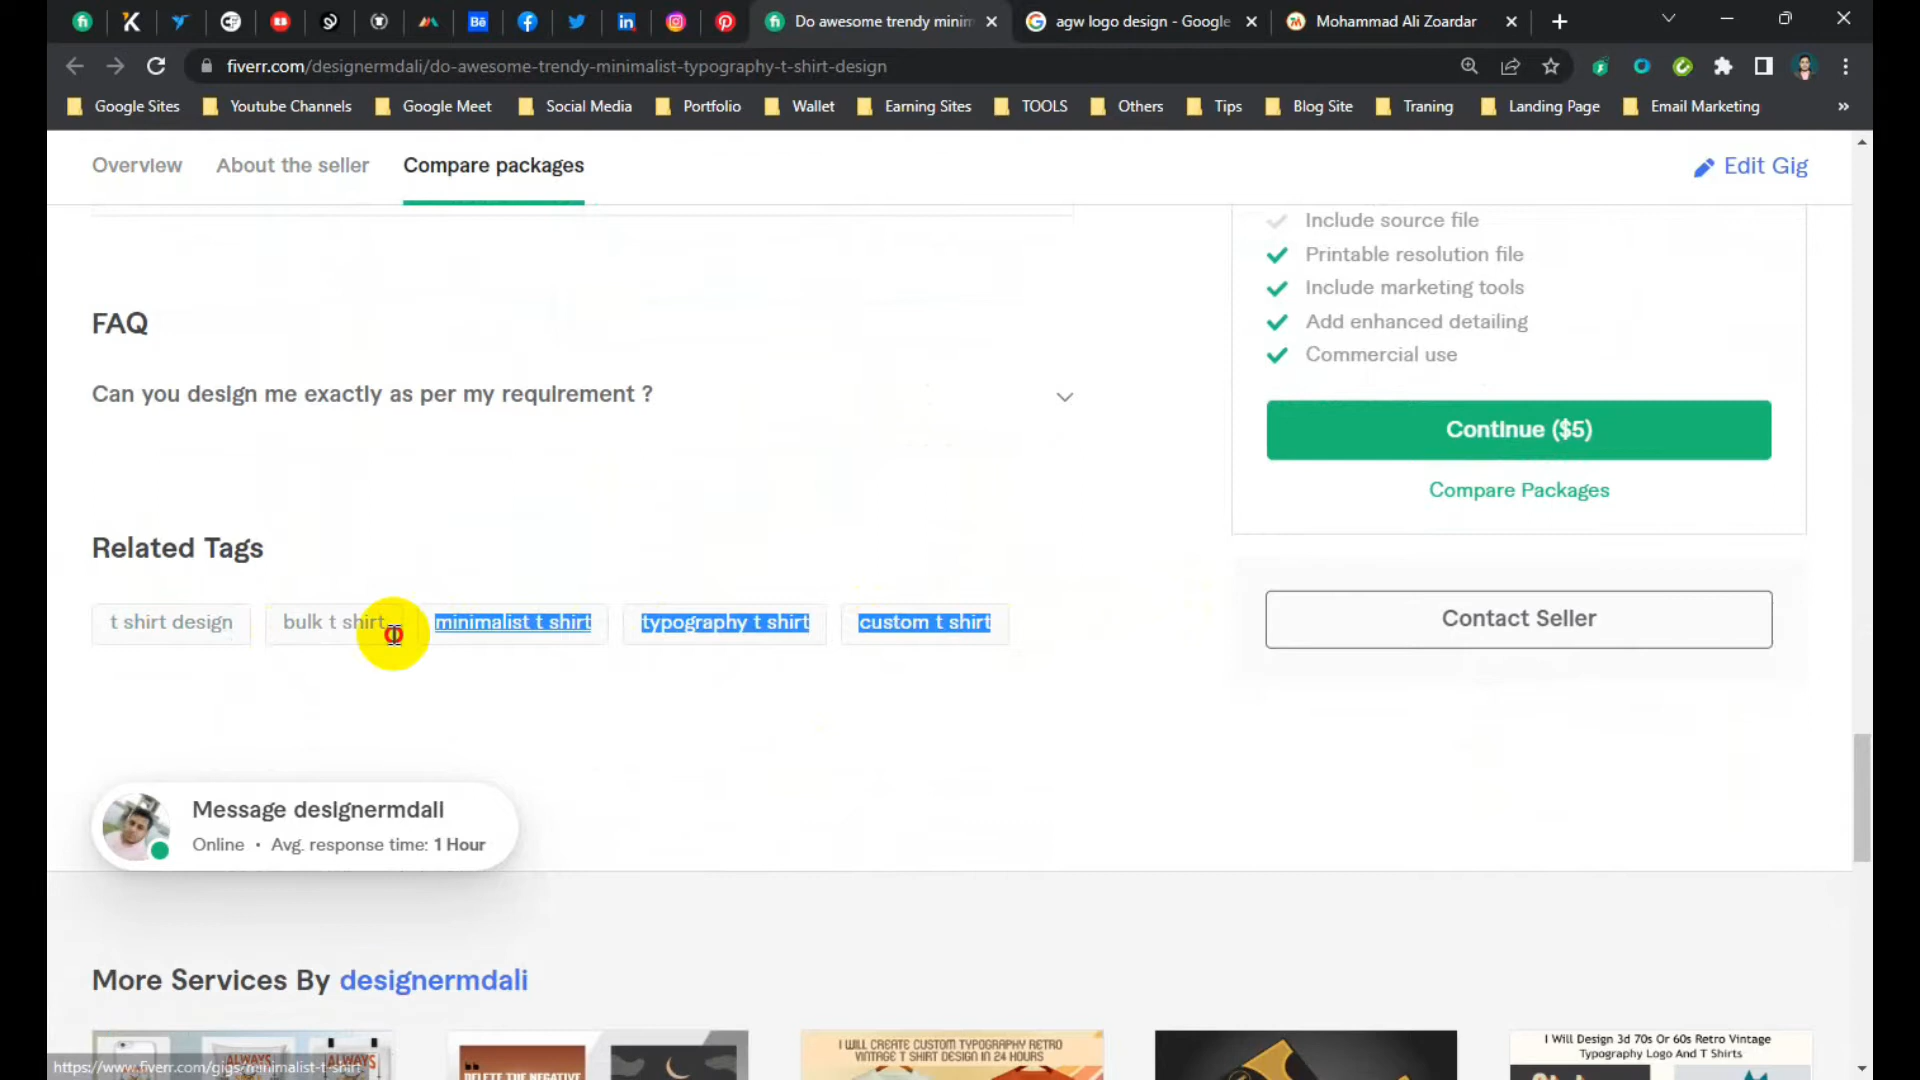 Do awesome trendy minim
agw logo design - Google
Mohammad Ali Zoardar
fiverr.com/designermdali/do-awesome-trendy-minimalist-typography-t-shirt-design
Google Sites
Youtube Channels
Google Meet
Social Media
Portfolio
Wallet
Earning Sites
TOOLS
Others
Tips
Blog Site
Traning
Landing Page
Email Marketing
»
Overview
About the seller
Compare packages
Edit Gig
Include source file
Printable resolution file
Include marketing tools
Add enhanced detailing
Commercial use
Continue ($5)
Compare Packages
Contact Seller
FAQ
Can you design me exactly as per my requirement ?
Related Tags
t shirt design
bulk t shirt
minimalist t shirt
typography t shirt
custom t shirt
Message designermdali
Online • Avg. response time: 1 Hour
More Services By designermdali
ALWAYS
ALWAYS
DELETE THE NEGATIVE
I WILL CREATE CUSTOM TYPOGRAPHY RETRO
VINTAGE T SHIRT DESIGN IN 24 HOURS
I Will Design 3d 70s Or 60s Retro Vintage
Typography Logo And T Shirts
https://www.fiverr.com/gigs/minimalist-t-shirt